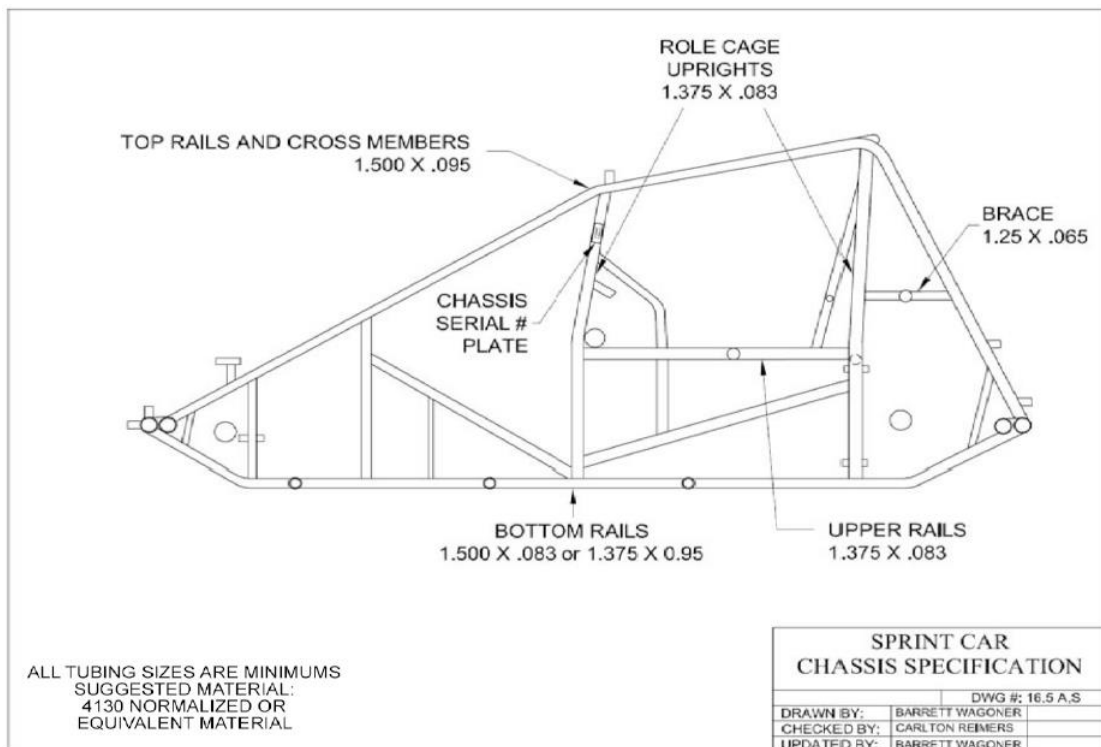 ROLE CAGE
UPRIGHTS
1.375 X .083
TOP RAILS AND CROSS MEMBERS
1.500 X .095
BRACE
1.25 X .065
CHASSIS
SERIAL #
PLATE
BOTTOM RAILS
1.500 X .083 or 1.375 X 0.95
UPPER RAILS
1.375 X .083
ALL TUBING SIZES ARE MINIMUMS
SUGGESTED MATERIAL:
4130 NORMALIZED OR
EQUIVALENT MATERIAL
SPRINT CAR
CHASSIS SPECIFICATION
DWG #: 16.5 A,S
DRAWN BY: BARRETT WAGONER
CHECKED BY: CARLTON REIMERS
UPDATED BY: BARRETT WAGONER